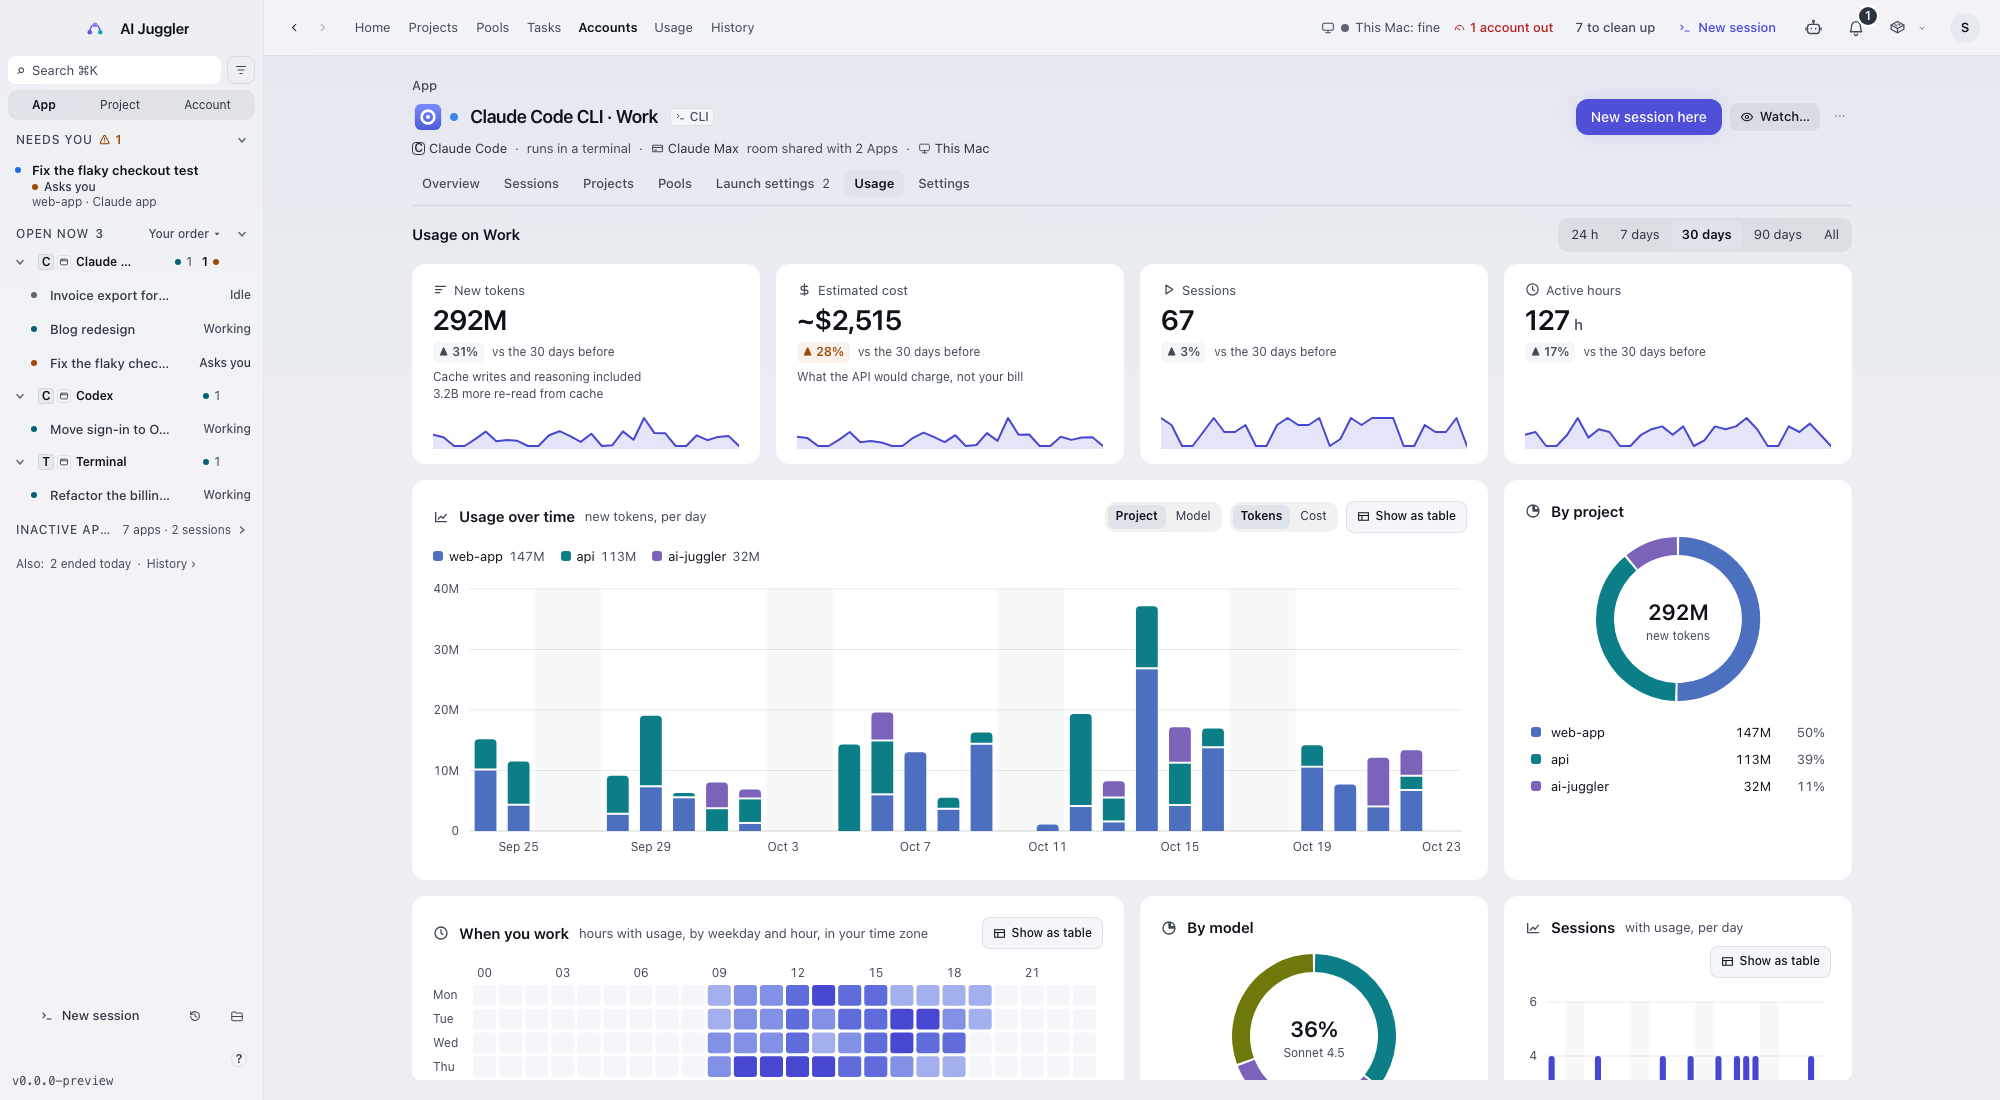 AI Juggler
Search ⌘K
App Project Account
NEEDS YOU 1
Fix the flaky checkout test
Asks you
web-app · Claude app
OPEN NOW 3 Your order
C Claude ... 1 1
Invoice export for... Idle
Blog redesign Working
Fix the flaky chec... Asks you
C Codex 1
Move sign-in to O... Working
T Terminal 1
Refactor the billin... Working
INACTIVE AP... 7 apps · 2 sessions
Also: 2 ended today · History ›
New session
?
v0.0.0-preview
Home Projects Pools Tasks Accounts Usage History
This Mac: fine 1 account out 7 to clean up New session 1 S
App
Claude Code CLI · Work CLI
New session here Watch... ...
C Claude Code · runs in a terminal · Claude Max room shared with 2 Apps · This Mac
Overview Sessions Projects Pools Launch settings 2 Usage Settings
Usage on Work
24 h 7 days 30 days 90 days All
New tokens
292M
▲ 31% vs the 30 days before
Cache writes and reasoning included
3.2B more re-read from cache
$ Estimated cost
~$2,515
▲ 28% vs the 30 days before
What the API would charge, not your bill
Sessions
67
▲ 3% vs the 30 days before
Active hours
127 h
▲ 17% vs the 30 days before
Usage over time new tokens, per day
Project Model Tokens Cost Show as table
web-app 147M api 113M ai-juggler 32M
40M
30M
20M
10M
0
Sep 25 Sep 29 Oct 3 Oct 7 Oct 11 Oct 15 Oct 19 Oct 23
By project
292M
new tokens
web-app 147M 50%
api 113M 39%
ai-juggler 32M 11%
When you work hours with usage, by weekday and hour, in your time zone
Show as table
00 03 06 09 12 15 18 21
Mon
Tue
Wed
Thu
By model
36%
Sonnet 4.5
Sessions with usage, per day
Show as table
6
4